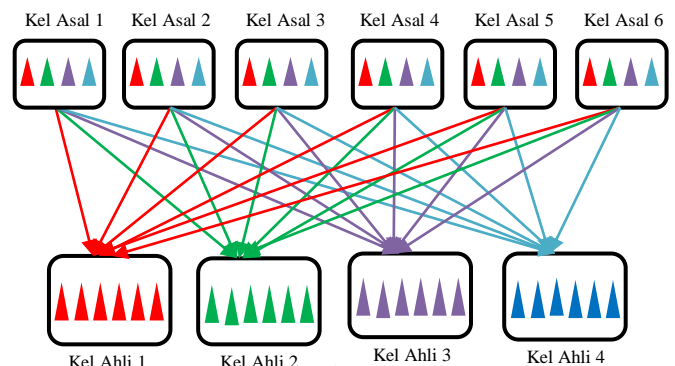 Kel Asal 1
Kel Asal 2
Kel Asal 3
Kel Asal 4
Kel Asal 5
Kel Asal 6
Kel Ahli 1
Kel Ahli 2
Kel Ahli 3
Kel Ahli 4